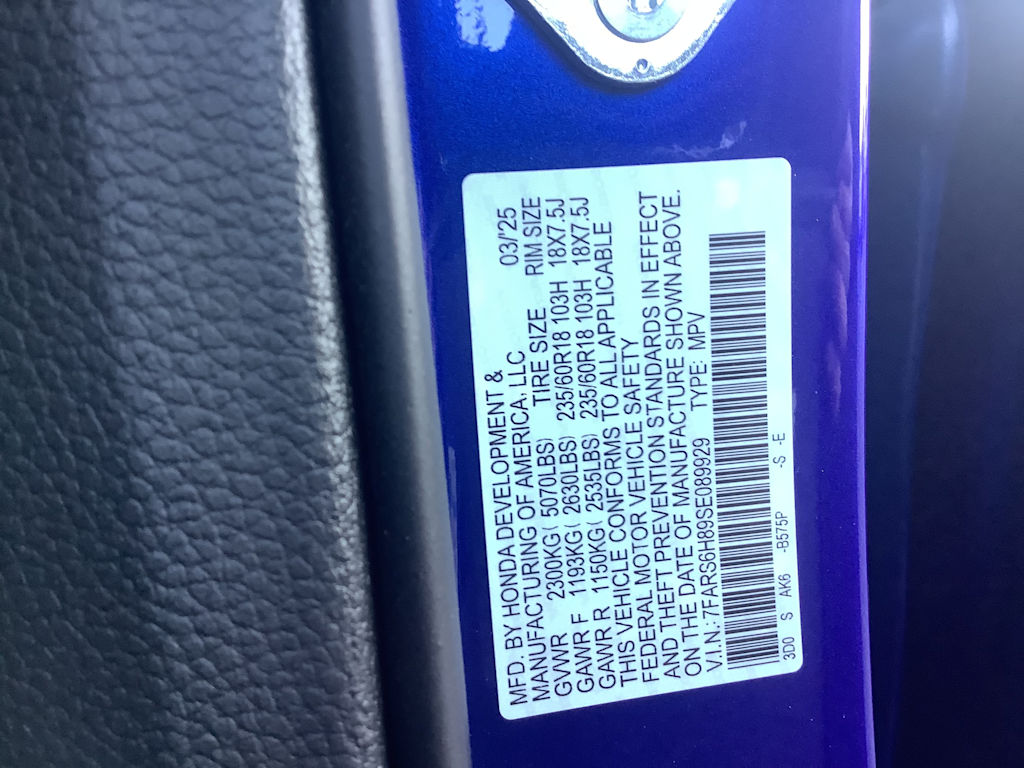 MFD. BY HONDA DEVELOPMENT &
MANUFACTURING OF AMERICA, LLC 03/'25
GVWR 2300KG( 5070LBS) TIRE SIZE RIM SIZE
GAWR F 1193KG( 2630LBS) 235/60R18 103H 18X7.5J
GAWR R 1150KG( 2535LBS) 235/60R18 103H 18X7.5J
THIS VEHICLE CONFORMS TO ALL APPLICABLE
FEDERAL MOTOR VEHICLE SAFETY
AND THEFT PREVENTION STANDARDS IN EFFECT
ON THE DATE OF MANUFACTURE SHOWN ABOVE.
V.I.N.: 7FARS6H89SE089929 TYPE: MPV
3D0 S AK6 -B575P -S -E